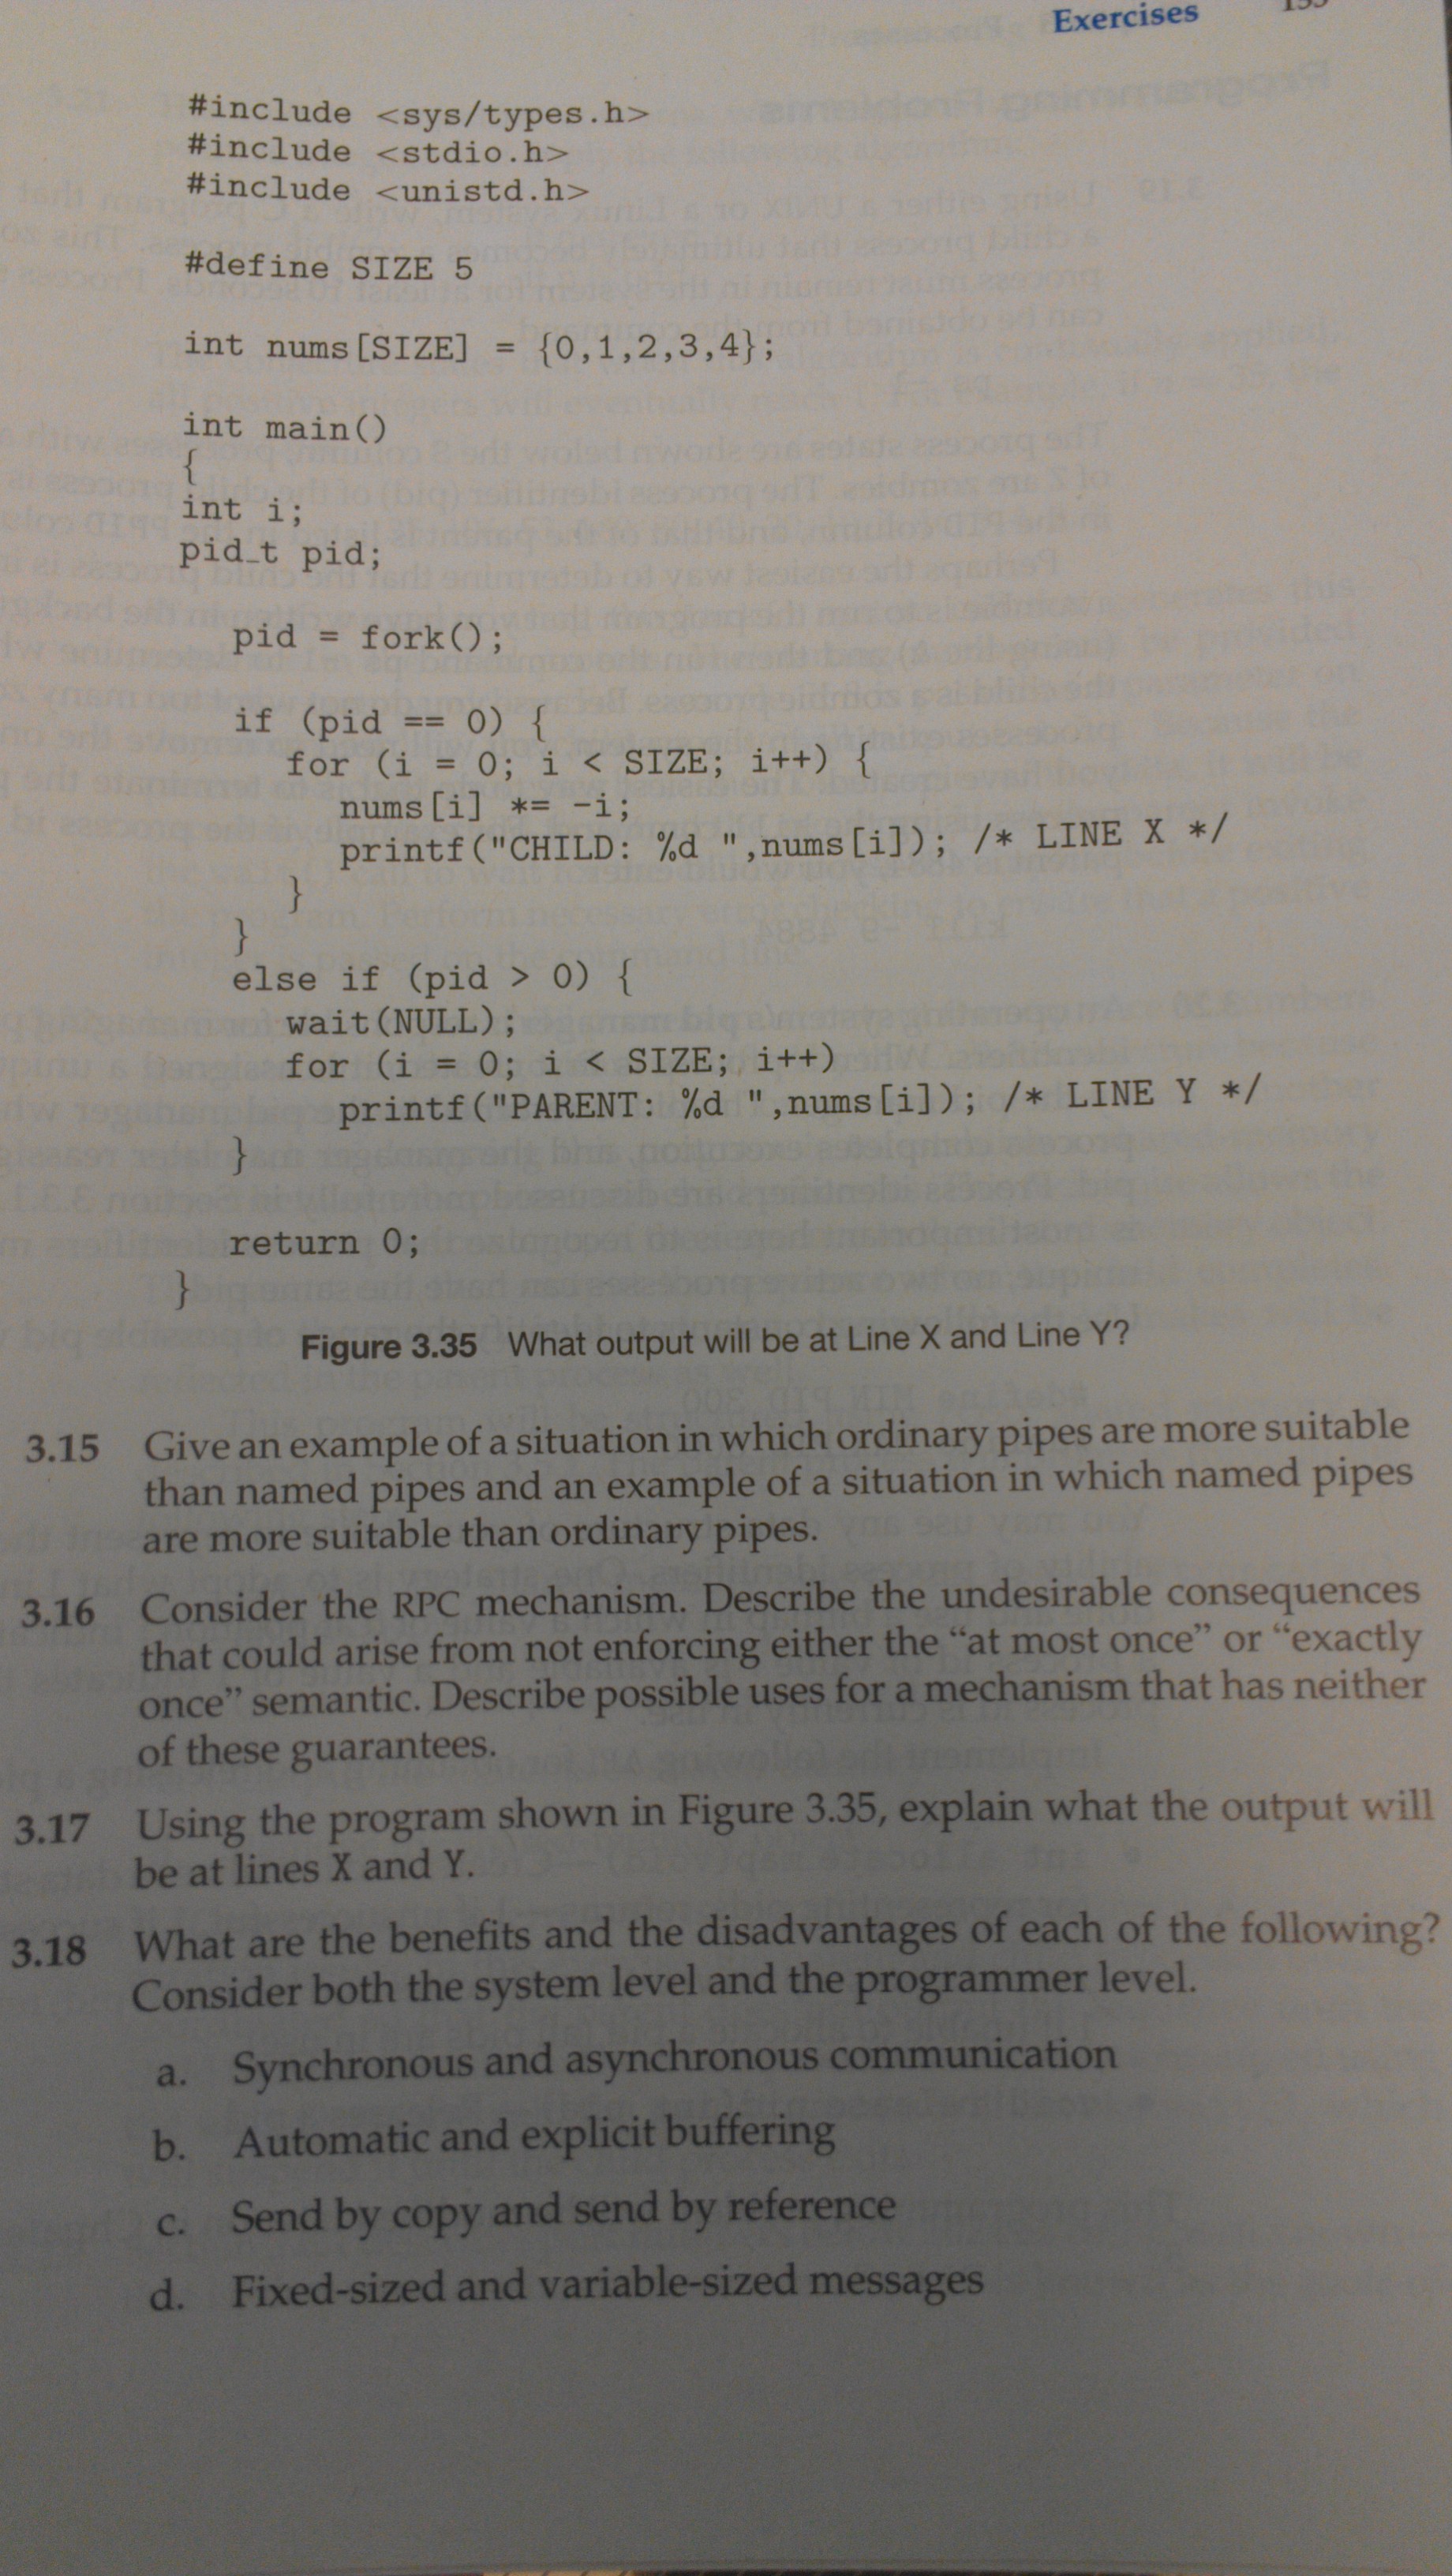 Exercises
#include <sys/types.h>
#include <stdio.h>
#include <unistd.h>
#define SIZE 5
int nums[SIZE] = {0,1,2,3,4};
int main()
{
int i;
pid_t pid;
pid = fork();
if (pid == 0) {
for (i = 0; i < SIZE; i++) {
nums[i] *= -i;
printf("CHILD: %d ",nums[i]); /* LINE X */
}
}
else if (pid > 0) {
wait(NULL);
for (i = 0; i < SIZE; i++)
printf("PARENT: %d ",nums[i]); /* LINE Y */
}
return 0;
}
Figure 3.35 What output will be at Line X and Line Y?
3.15 Give an example of a situation in which ordinary pipes are more suitable
than named pipes and an example of a situation in which named pipes
are more suitable than ordinary pipes.
3.16 Consider the RPC mechanism. Describe the undesirable consequences
that could arise from not enforcing either the “at most once” or “exactly
once” semantic. Describe possible uses for a mechanism that has neither
of these guarantees.
3.17 Using the program shown in Figure 3.35, explain what the output will
be at lines X and Y.
3.18 What are the benefits and the disadvantages of each of the following?
Consider both the system level and the programmer level.
a. Synchronous and asynchronous communication
b. Automatic and explicit buffering
c. Send by copy and send by reference
d. Fixed-sized and variable-sized messages